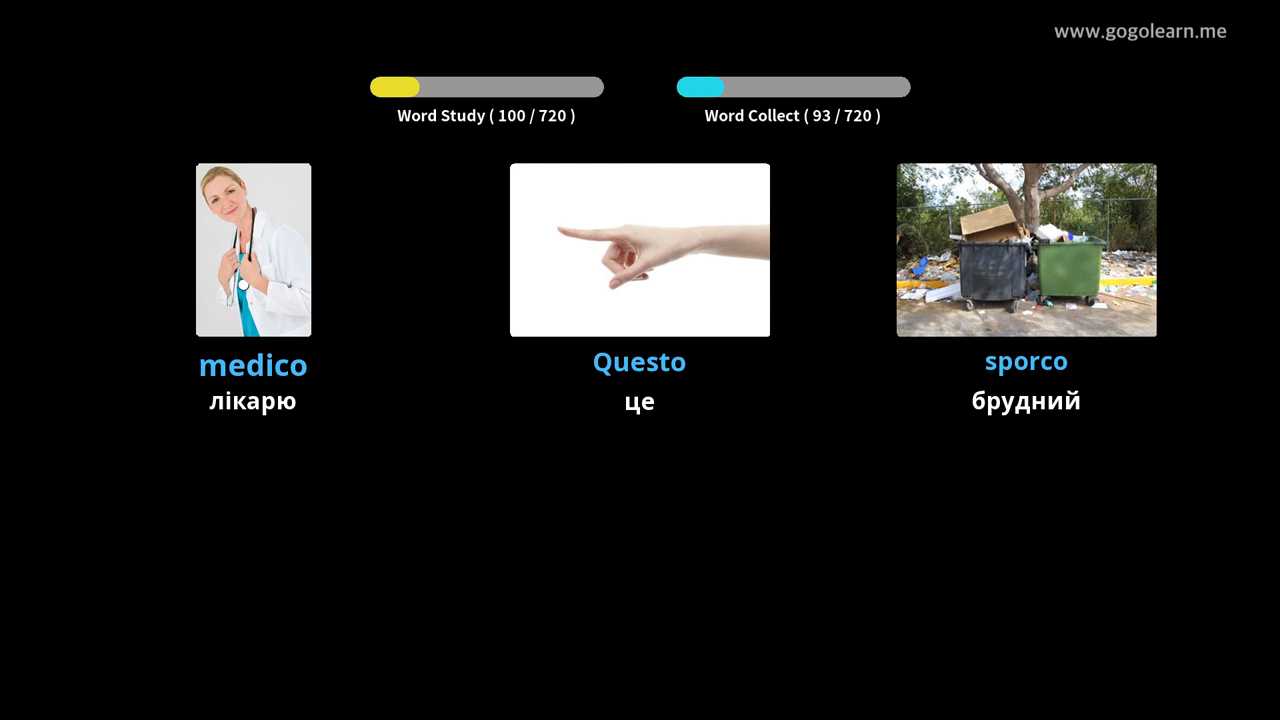 www.gogolearn.me
Word Study ( 100 / 720 )
Word Collect ( 93 / 720 )
medico
лікарю
Questo
це
sporco
брудний